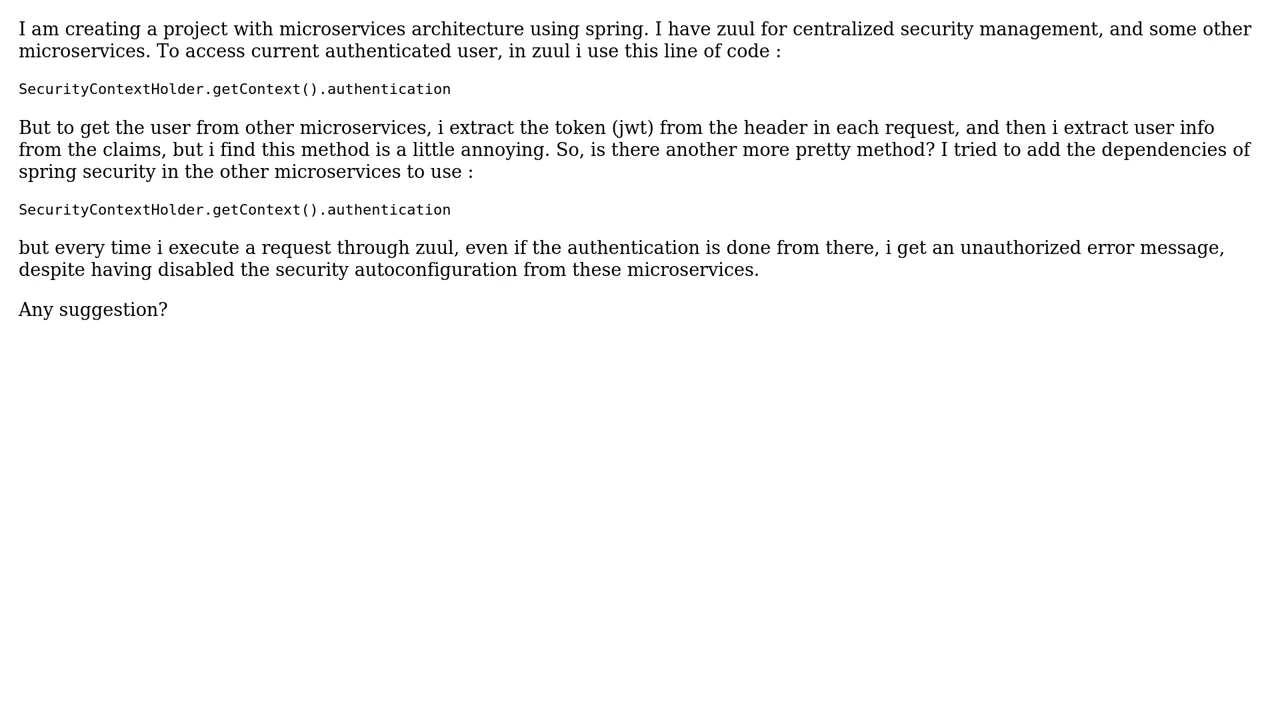 I am creating a project with microservices architecture using spring. I have zuul for centralized security management, and some other
microservices. To access current authenticated user, in zuul i use this line of code :
SecurityContextHolder.getContext().authentication
But to get the user from other microservices, i extract the token (jwt) from the header in each request, and then i extract user info
from the claims, but i find this method is a little annoying. So, is there another more pretty method? I tried to add the dependencies of
spring security in the other microservices to use :
SecurityContextHolder.getContext().authentication
but every time i execute a request through zuul, even if the authentication is done from there, i get an unauthorized error message,
despite having disabled the security autoconfiguration from these microservices.
Any suggestion?